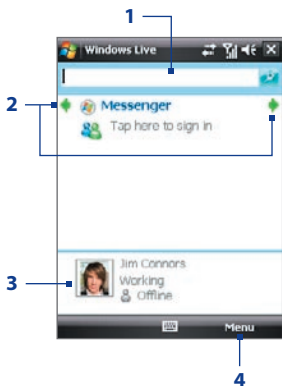 1
Windows Live
2
Messenger
Tap here to sign in
3
Jim Connors
Working
Offline
Menu
4